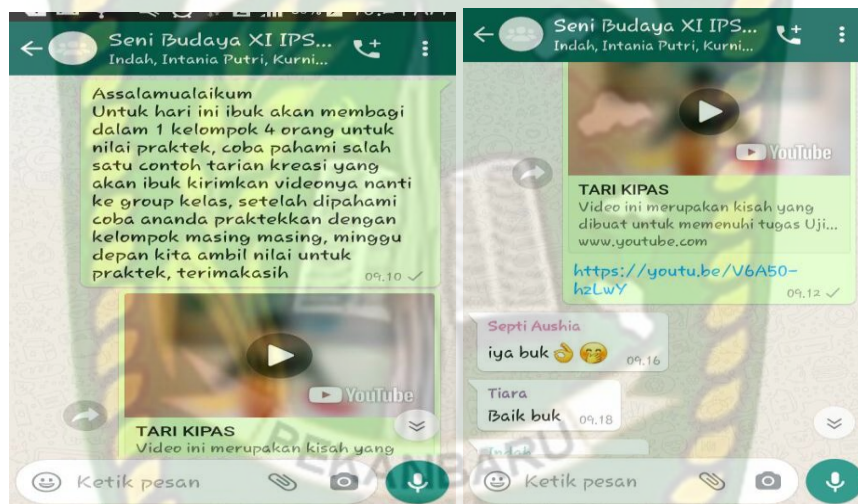 Seni Budaya XI IPS...
Indah, Intania Putri, Kurni...
Assalamualaikum
Untuk hari ini ibuk akan membagi
dalam 1 kelompok 4 orang untuk
nilai praktek, coba pahami salah
satu contoh tarian kreasi yang
akan ibuk kirimkan videonya nanti
ke group kelas, setelah dipahami
coba ananda praktekkan dengan
kelompok masing masing, minggu
depan kita ambil nilai untuk
praktek, terimakasih
09.10
YouTube
TARI KIPAS
Video ini merupakan kisah yang
Ketik pesan
Seni Budaya XI IPS...
Indah, Intania Putri, Kurni...
YouTube
TARI KIPAS
Video ini merupakan kisah yang
dibuat untuk memenuhi tugas Uji...
www.youtube.com
https://youtu.be/V6A50-
hzLwY
09.12
Septi Aushia
iya buk 👌 🤭 09.16
Tiara
Baik buk 09.18
Indah
Ketik pesan
PEKANBARU